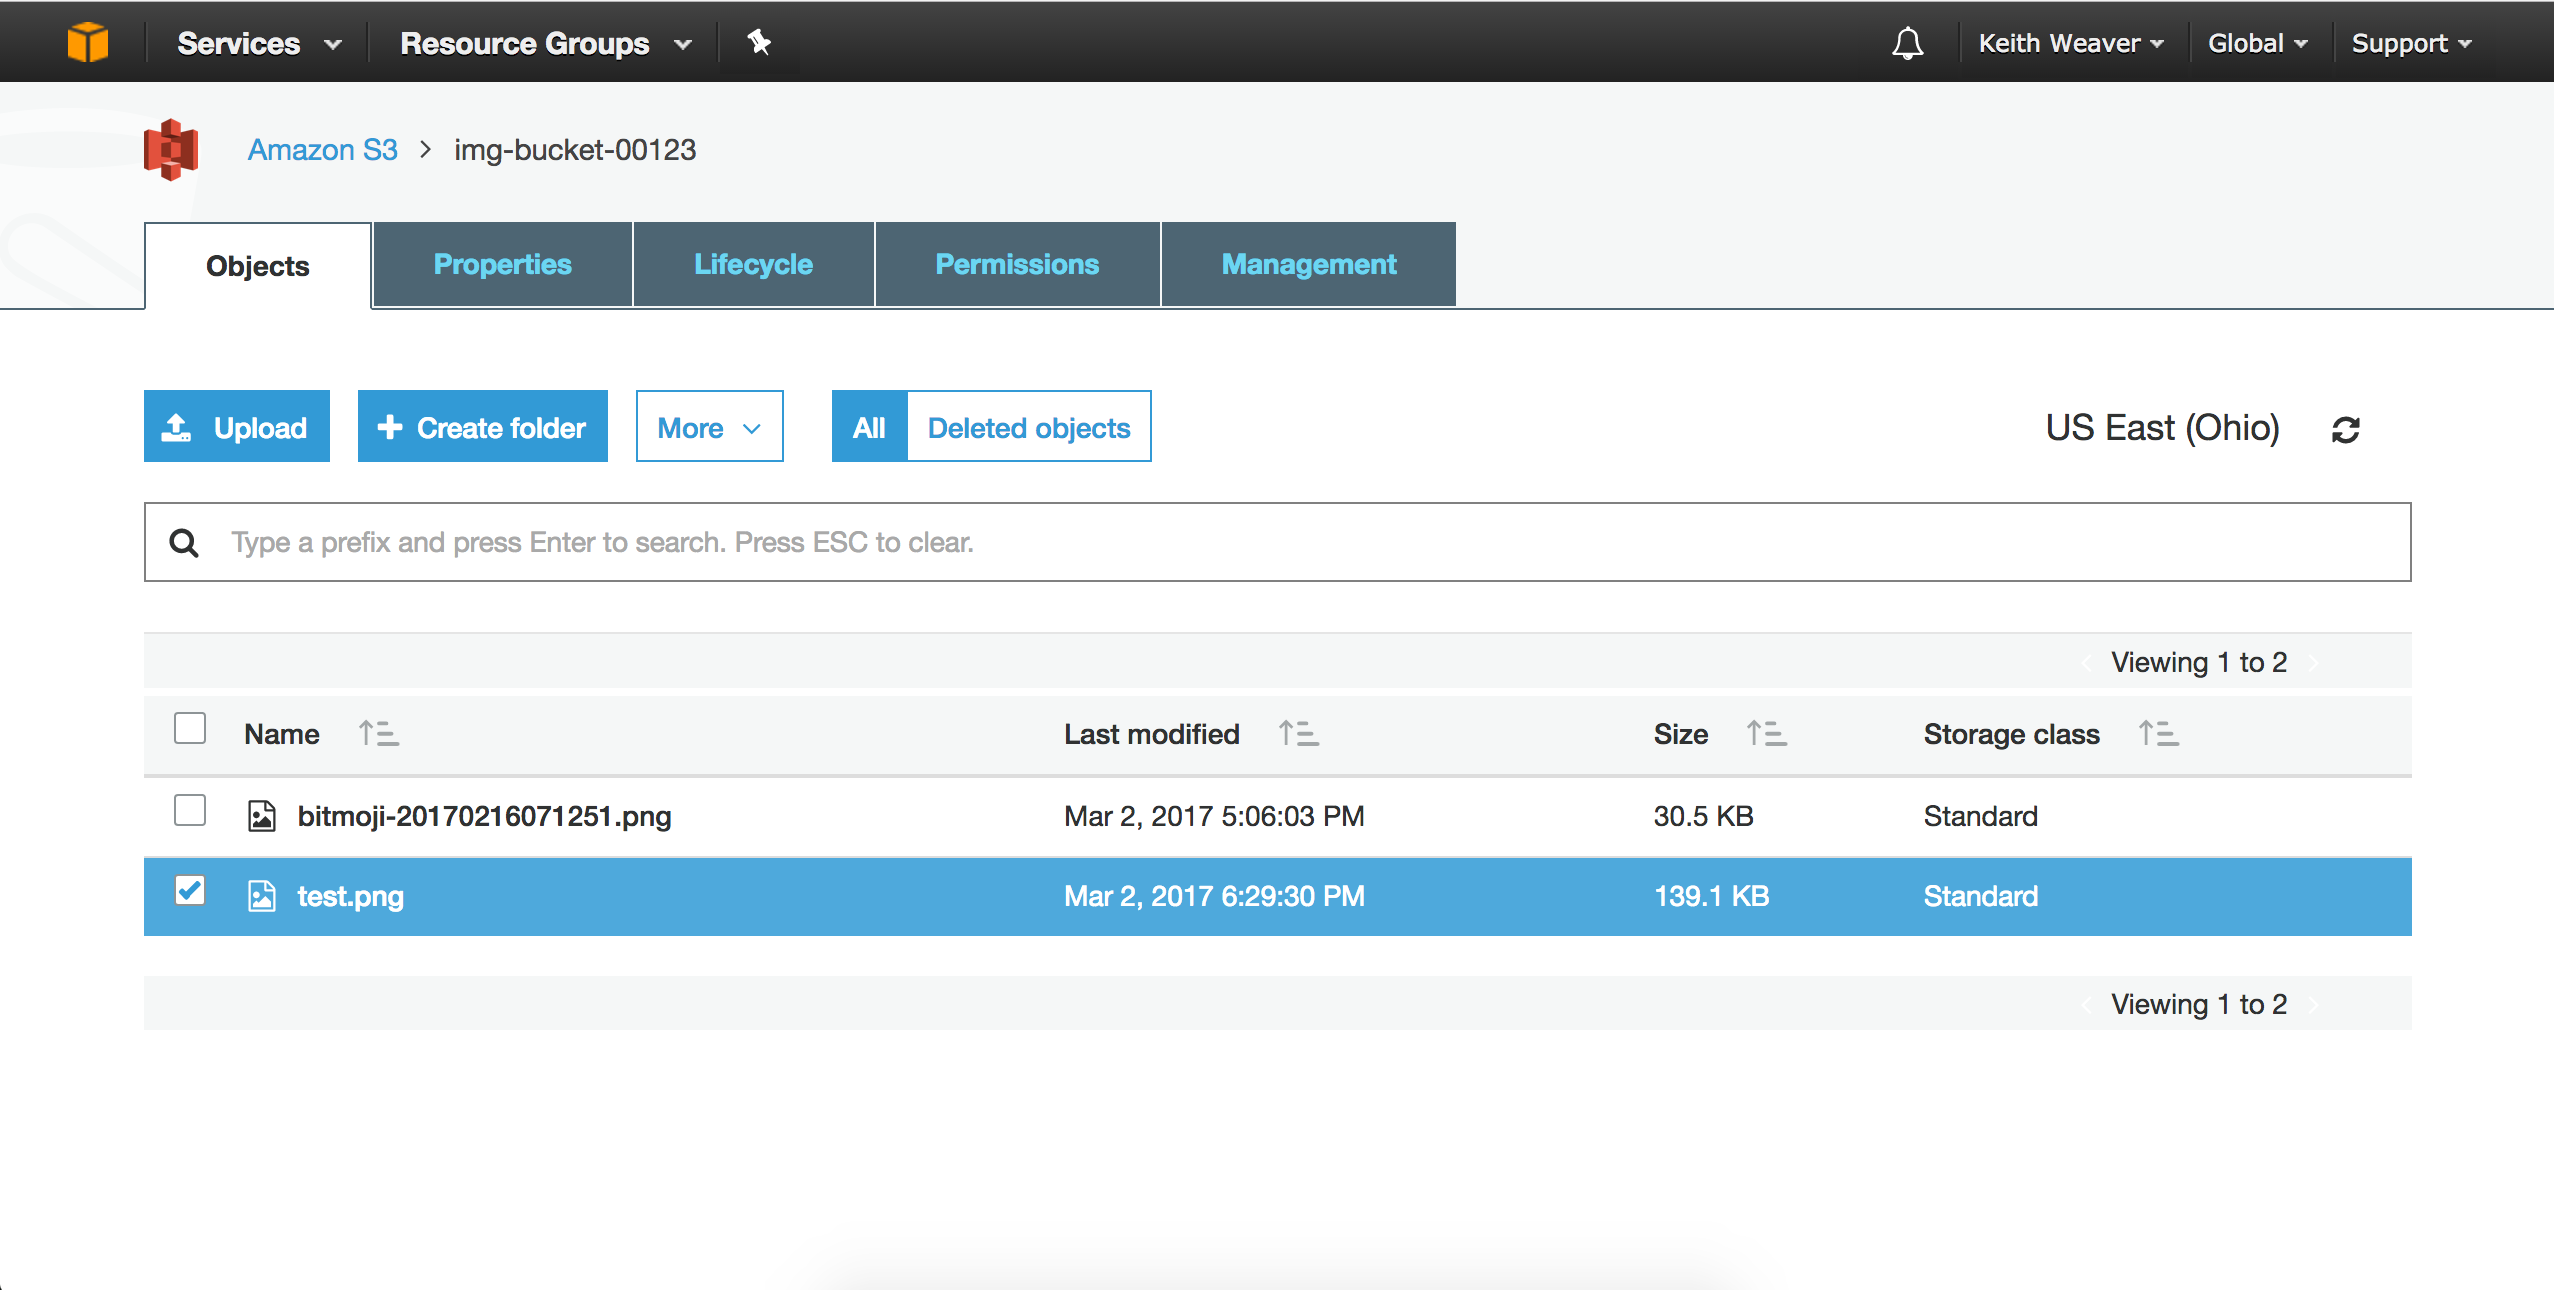 Services Resource Groups Keith Weaver Global Support
Amazon S3 > img-bucket-00123
Objects Properties Lifecycle Permissions Management
Upload + Create folder More All Deleted objects US East (Ohio)
Type a prefix and press Enter to search. Press ESC to clear.
Viewing 1 to 2
Name Last modified Size Storage class
bitmoji-20170216071251.png Mar 2, 2017 5:06:03 PM 30.5 KB Standard
test.png Mar 2, 2017 6:29:30 PM 139.1 KB Standard
Viewing 1 to 2